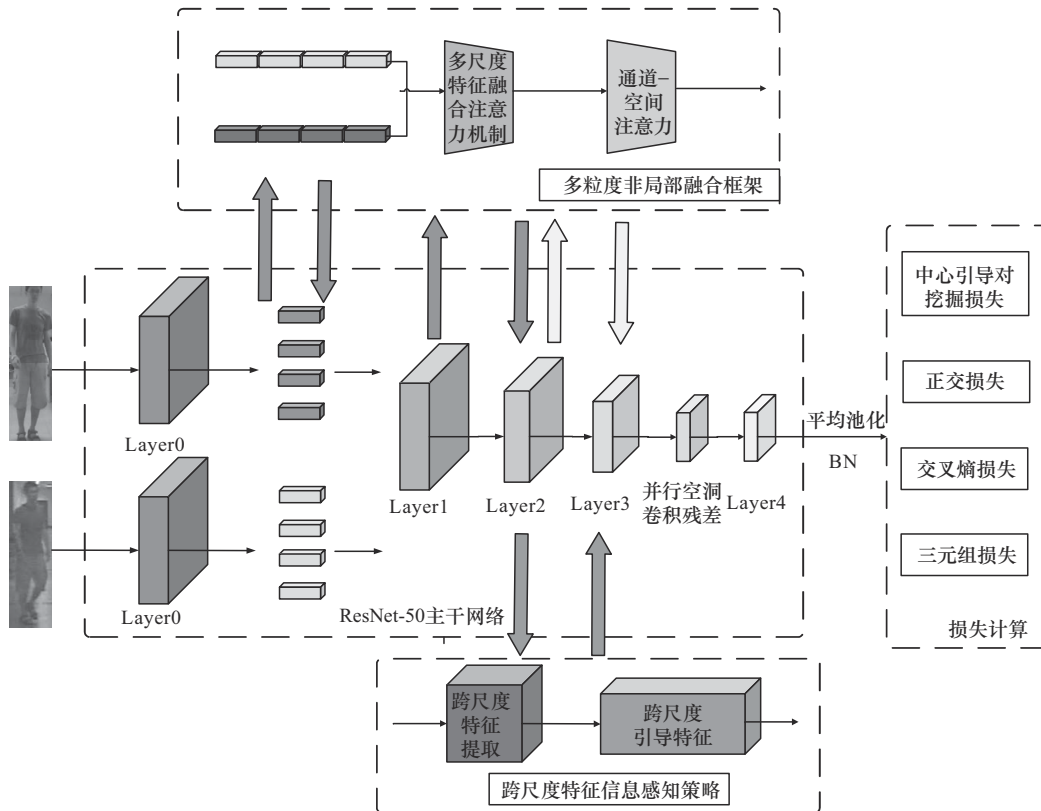 多尺度
特征融
合注意
力机制
通道-
空间
注意力
多粒度非局部融合框架
Layer0
Layer0
Layer1
Layer2
Layer3
并行空洞
卷积残差
Layer4
ResNet-50主干网络
平均池化
BN
中心引导对
挖掘损失
正交损失
交叉熵损失
三元组损失
损失计算
跨尺度
特征
提取
跨尺度
引导特征
跨尺度特征信息感知策略